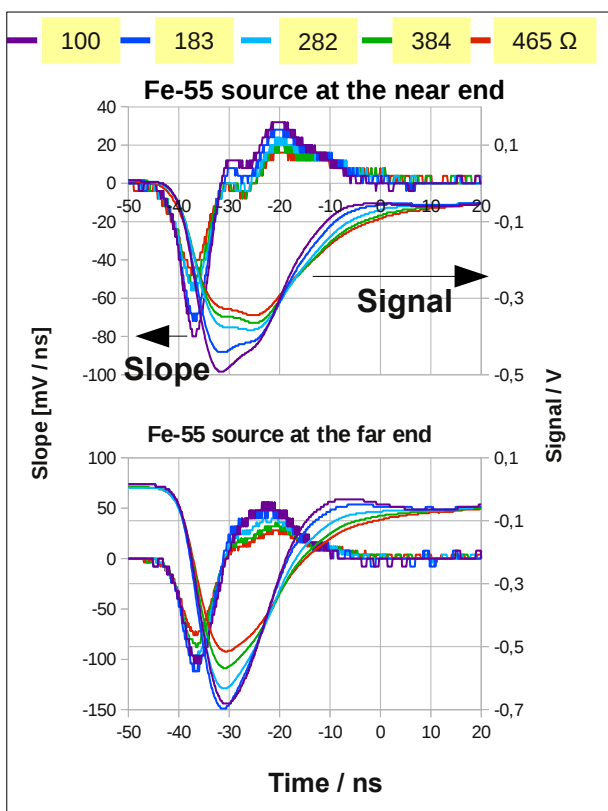 100 183 282 384 465 Ω
Fe-55 source at the near end
40
20
0
-20
-40
-60
-80
-100
0,1
-0,1
-0,3
-0,5
-50 -40 -30 -20 -10 0 10 20
Signal
Slope
Slope [mV / ns]
Signal / V
Fe-55 source at the far end
100
50
0
-50
-100
-150
0,1
-0,1
-0,3
-0,5
-0,7
-50 -40 -30 -20 -10 0 10 20
Time / ns